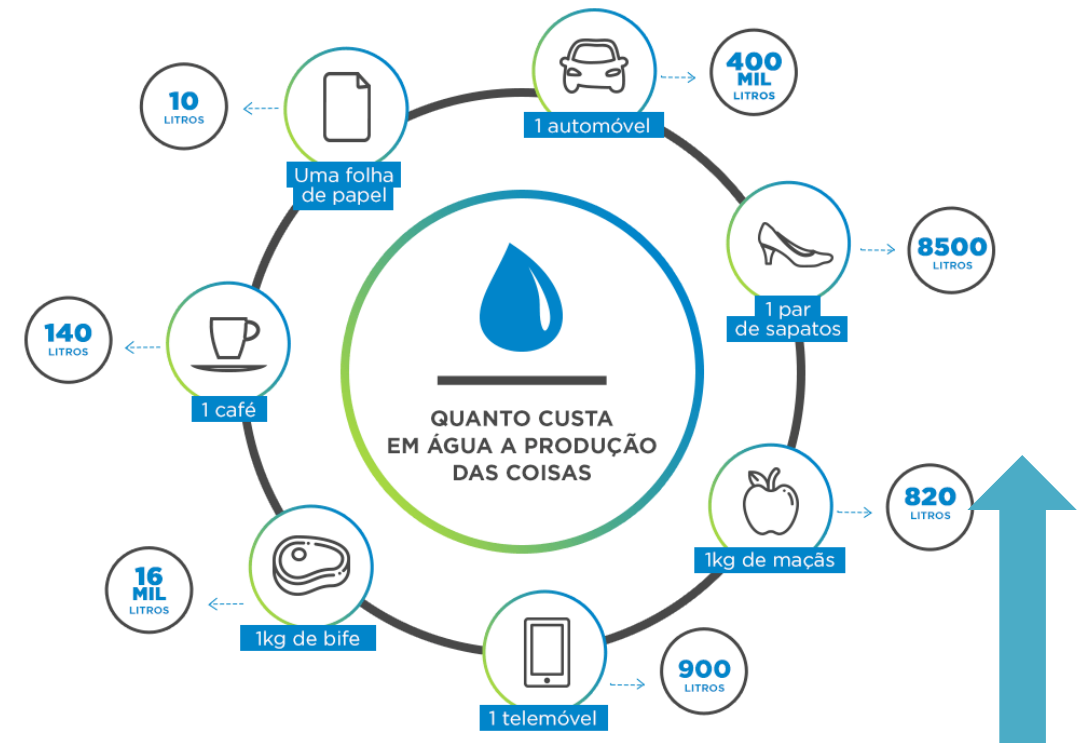 QUANTO CUSTA
EM ÁGUA A PRODUÇÃO
DAS COISAS
400
MIL
LITROS
1 automóvel
8500
LITROS
1 par
de sapatos
820
LITROS
1kg de maçãs
900
LITROS
1 telemóvel
16
MIL
LITROS
1kg de bife
140
LITROS
1 café
10
LITROS
Uma folha
de papel